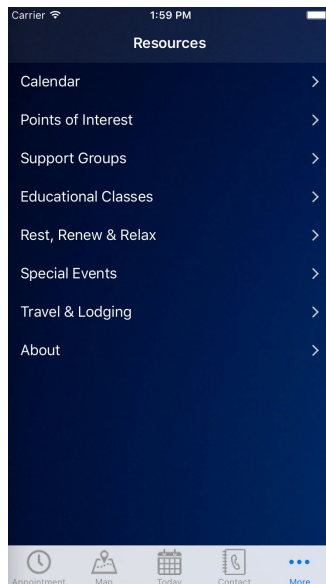 Carrier 1:59 PM
Resources
Calendar
Points of Interest
Support Groups
Educational Classes
Rest, Renew & Relax
Special Events
Travel & Lodging
About
Appointment Map Today Contact More